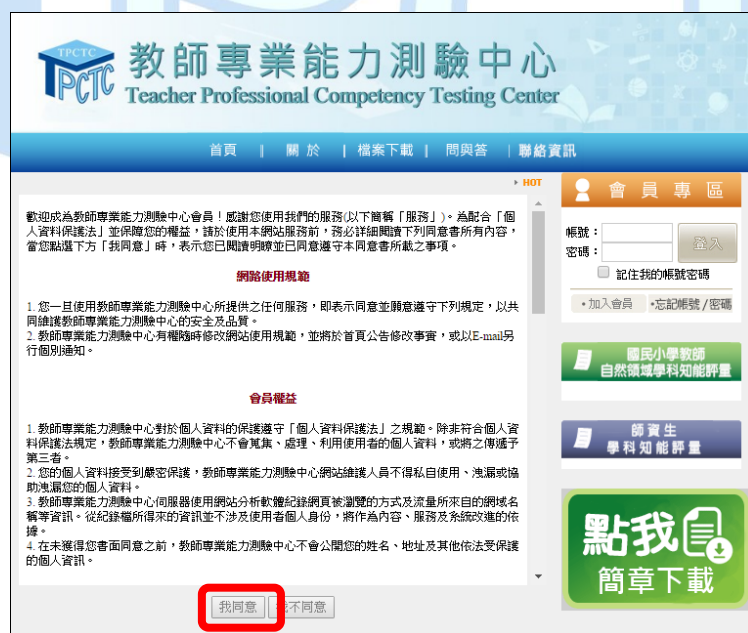 TPCTC
TPCTC
教師專業能力測驗中心
Teacher Professional Competency Testing Center
首頁 | 關於 | 檔案下載 | 問與答 | 聯絡資訊
HOT
歡迎成為教師專業能力測驗中心會員！感謝您使用我們的服務(以下簡稱「服務」)。為配合「個
人資料保護法」並保障您的權益，請於使用本網站服務前，務必詳細閱讀下列同意書所有內容，
當您點選下方「我同意」時，表示您已閱讀明瞭並已同意遵守本同意書所載之事項。
網路使用規範
1. 您一旦使用教師專業能力測驗中心所提供之任何服務，即表示同意並願意遵守下列規定，以共
同維護教師專業能力測驗中心的安全及品質。
2. 教師專業能力測驗中心有權隨時修改網站使用規範，並將於首頁公告修改事實，或以E-mail另
行個別通知。
會員權益
1. 教師專業能力測驗中心對於個人資料的保護遵守「個人資料保護法」之規範。除非符合個人資
料保護法規定，教師專業能力測驗中心不會蒐集、處理、利用使用者的個人資料，或將之傳遞予
第三者。
2. 您的個人資料接受到嚴密保護，教師專業能力測驗中心網站維護人員不得私自使用、洩漏或協
助洩漏您的個人資料。
3. 教師專業能力測驗中心伺服器使用網站分析軟體紀錄網頁被瀏覽的方式及流量所來自的網域名
稱等資訊。從紀錄檔所得來的資訊並不涉及使用者個人身份，將作為內容、服務及系統改進的依
據。
4. 在未獲得您書面同意之前，教師專業能力測驗中心不會公開您的姓名、地址及其他依法受保護
的個人資訊。
我同意
不同意
會員專區
帳號：
密碼：
登入
記住我的帳號密碼
•加入會員 •忘記帳號/密碼
國民小學教師
自然領域學科知能評量
師資生
學科知能評量
點我
簡章下載